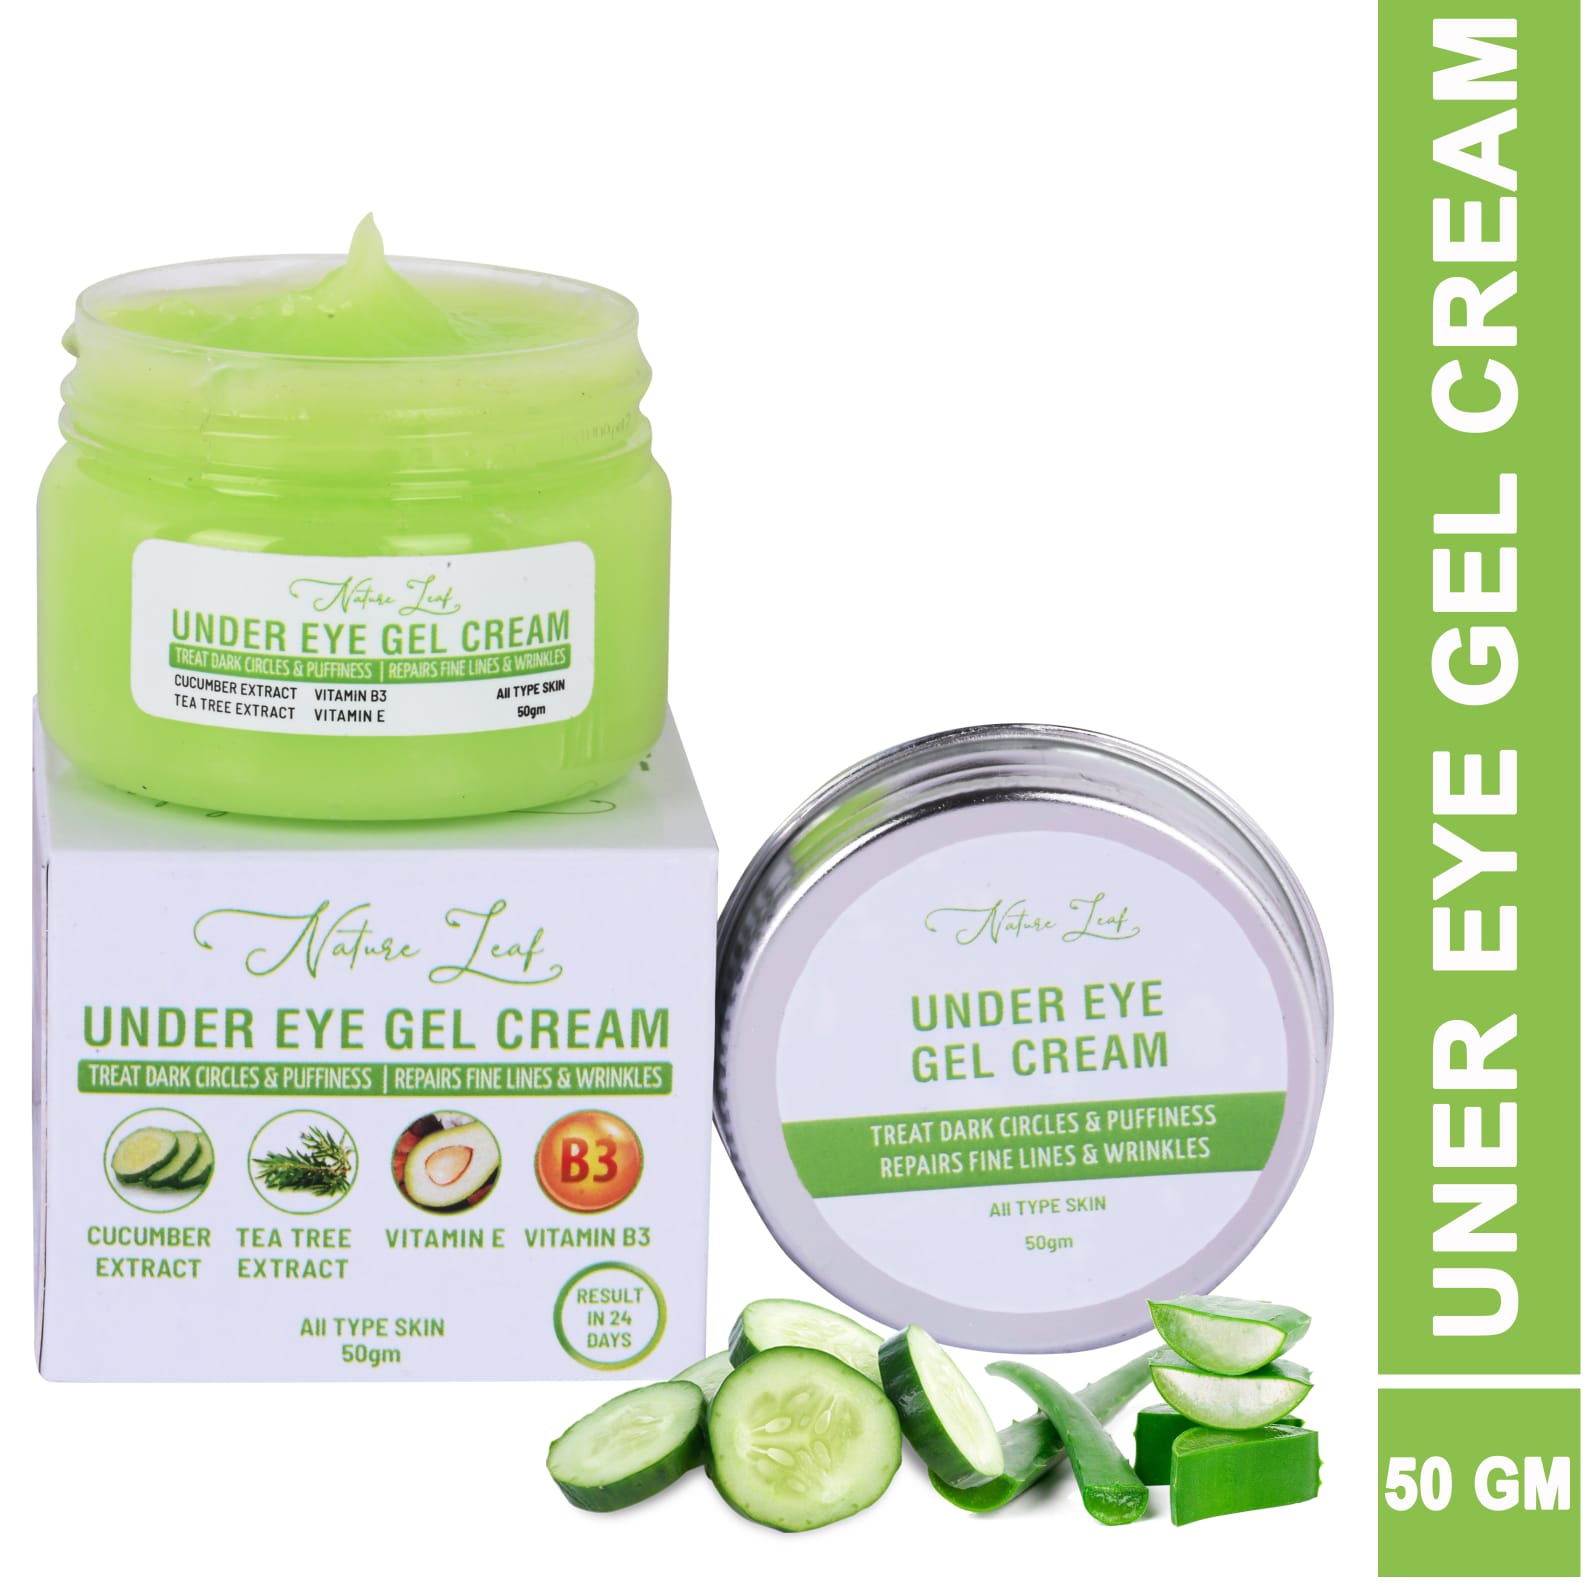 Nature Leaf
UNDER EYE GEL CREAM
TREAT DARK CIRCLES & PUFFINESS | REPAIRS FINE LINES & WRINKLES
CUCUMBER EXTRACT VITAMIN B3
TEA TREE EXTRACT VITAMIN E
All TYPE SKIN
50gm
Nature Leaf
UNDER EYE GEL CREAM
TREAT DARK CIRCLES & PUFFINESS | REPAIRS FINE LINES & WRINKLES
B3
CUCUMBER
EXTRACT
TEA TREE
EXTRACT
VITAMIN E
VITAMIN B3
All TYPE SKIN
50gm
RESULT
IN 24
DAYS
Nature Leaf
UNDER EYE
GEL CREAM
TREAT DARK CIRCLES & PUFFINESS
REPAIRS FINE LINES & WRINKLES
All TYPE SKIN
50gm
UNER EYE GEL CREAM
50 GM